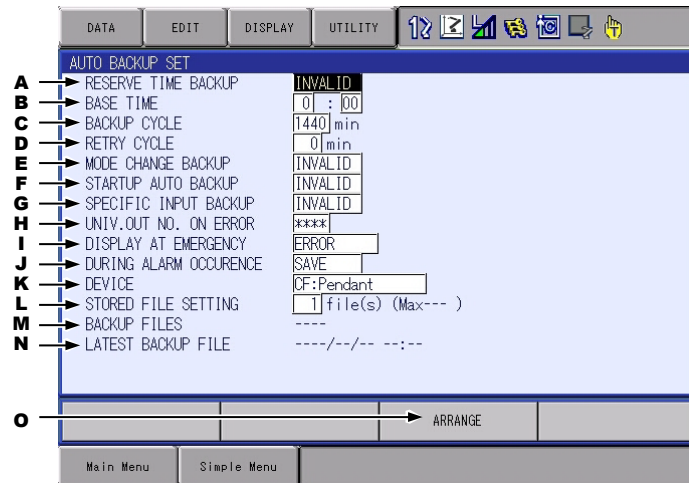 DATA EDIT DISPLAY UTILITY
AUTO BACKUP SET
A RESERVE TIME BACKUP INVALID
B BASE TIME 0 : 00
C BACKUP CYCLE 1440 min
D RETRY CYCLE 0 min
E MODE CHANGE BACKUP INVALID
F STARTUP AUTO BACKUP INVALID
G SPECIFIC INPUT BACKUP INVALID
H UNIV.OUT NO. ON ERROR ****
I DISPLAY AT EMERGENCY ERROR
J DURING ALARM OCCURENCE SAVE
K DEVICE CF:Pendant
L STORED FILE SETTING 1 file(s) (Max--- )
M BACKUP FILES ----
N LATEST BACKUP FILE ----/--/-- --:--
O ARRANGE
Main Menu Simple Menu